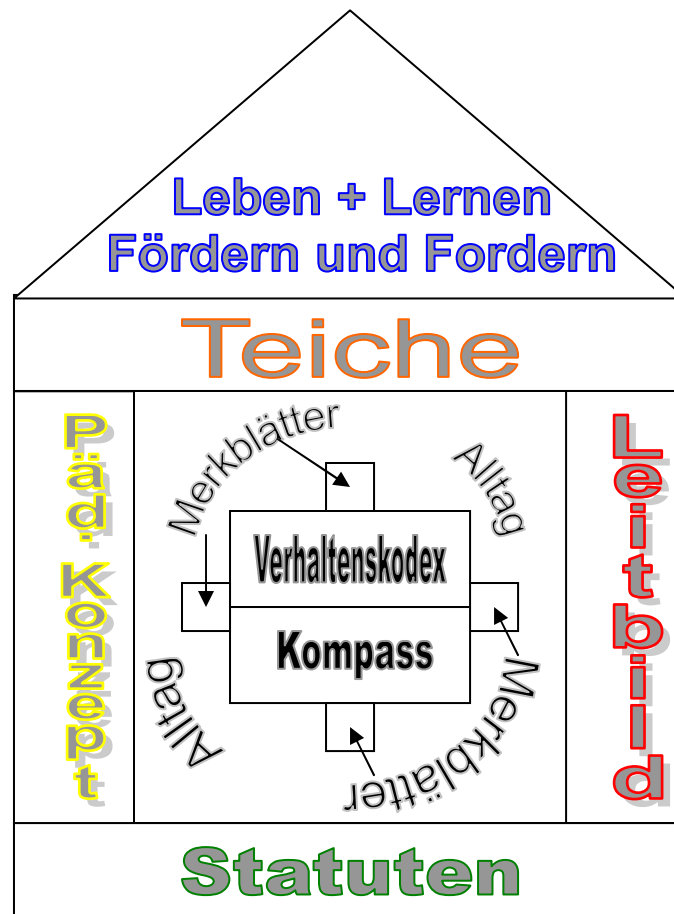 Leben + Lernen
Fördern und Fordern
Teiche
Päd. Konzept
Merkblätter
Alltag
Verhaltenskodex
Kompass
Alltag
Merkblätter
Leitbild
Statuten